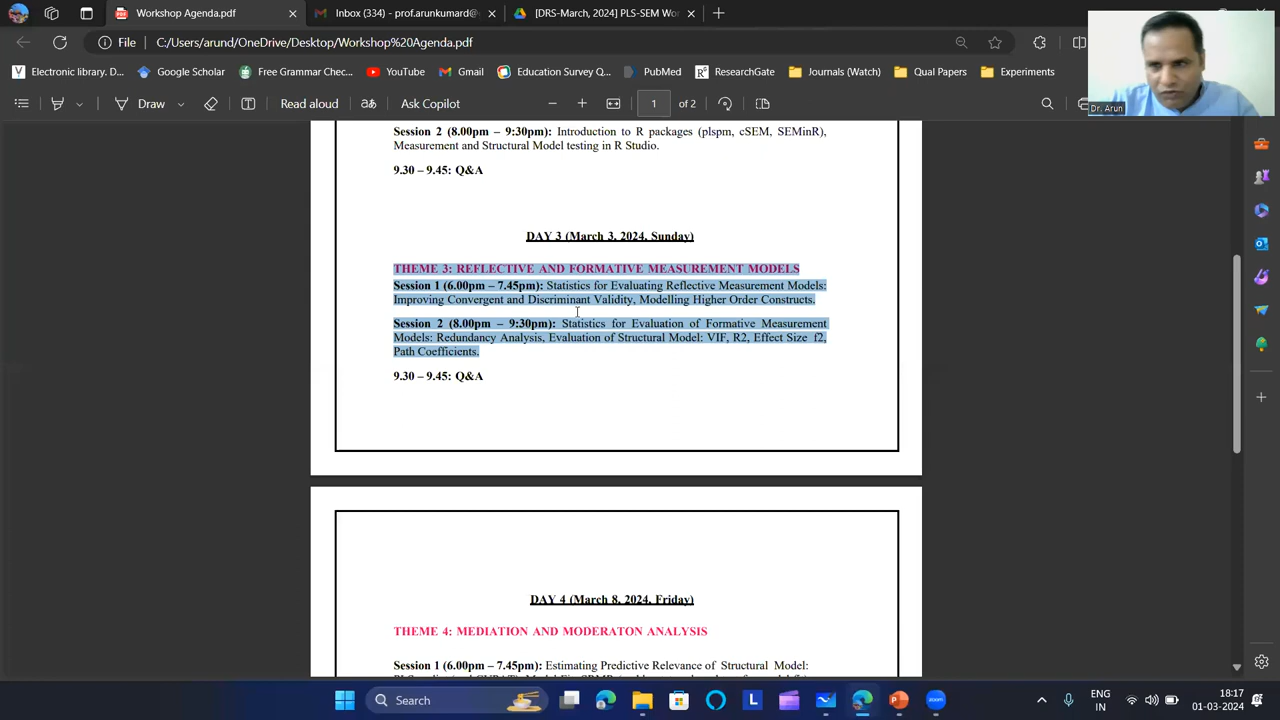 Workshop Agenda.pdf
Inbox (334) - prof.arunkumard@
[DRS-March, 2024] PLS-SEM Wor
File
C:/Users/arund/OneDrive/Desktop/Workshop%20Agenda.pdf
Electronic library. D...
Google Scholar
Free Grammar Chec...
YouTube
Gmail
Education Survey Q...
PubMed
ResearchGate
Journals (Watch)
Qual Papers
Experiments
Dr. Arun
Draw
Read aloud
Ask Copilot
1
of 2
Session 2 (8.00pm – 9:30pm): Introduction to R packages (plspm, cSEM, SEMinR),
Measurement and Structural Model testing in R Studio.
9.30 – 9.45: Q&A
DAY 3 (March 3, 2024, Sunday)
THEME 3: REFLECTIVE AND FORMATIVE MEASUREMENT MODELS
Session 1 (6.00pm – 7.45pm): Statistics for Evaluating Reflective Measurement Models:
Improving Convergent and Discriminant Validity, Modelling Higher Order Constructs.
Session 2 (8.00pm – 9:30pm): Statistics for Evaluation of Formative Measurement
Models: Redundancy Analysis, Evaluation of Structural Model: VIF, R2, Effect Size f2,
Path Coefficients.
9.30 – 9.45: Q&A
DAY 4 (March 8, 2024, Friday)
THEME 4: MEDIATION AND MODERATON ANALYSIS
Session 1 (6.00pm – 7.45pm): Estimating Predictive Relevance of Structural Model:
Search
ENG
IN
18:17
01-03-2024